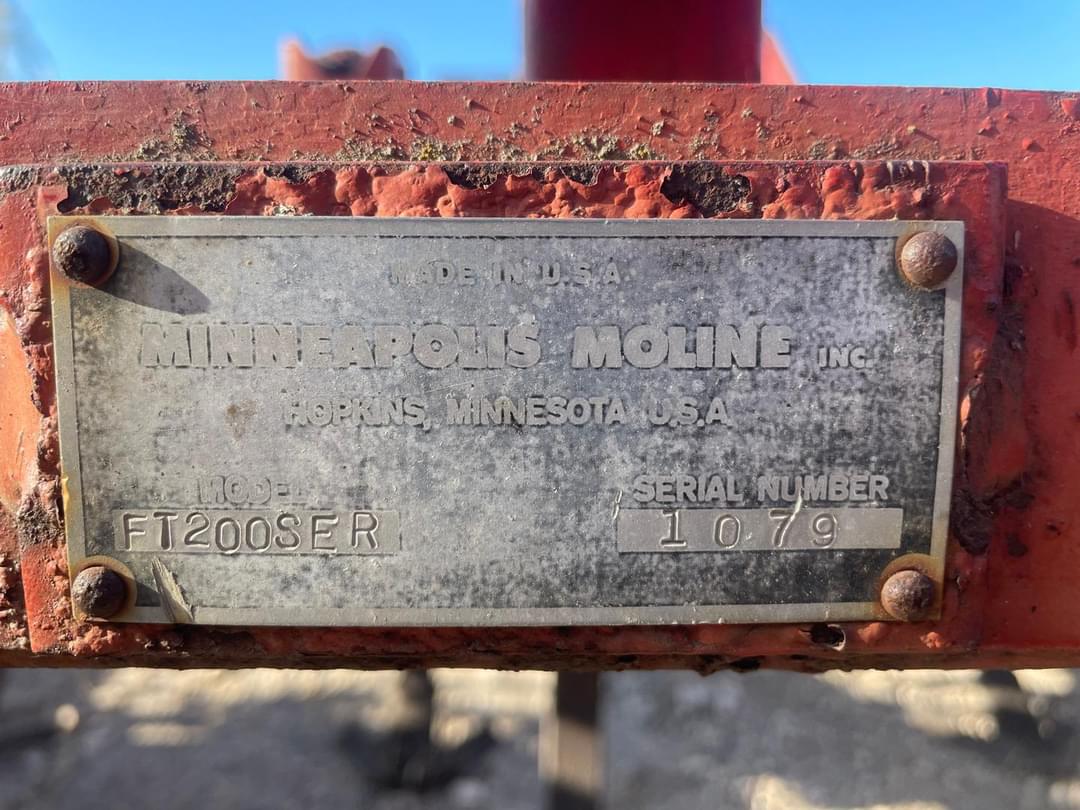 MADE IN U.S.A.
MINNEAPOLIS MOLINE INC.
HOPKINS, MINNESOTA U.S.A.
MODEL SERIAL NUMBER
FT200SER 1079